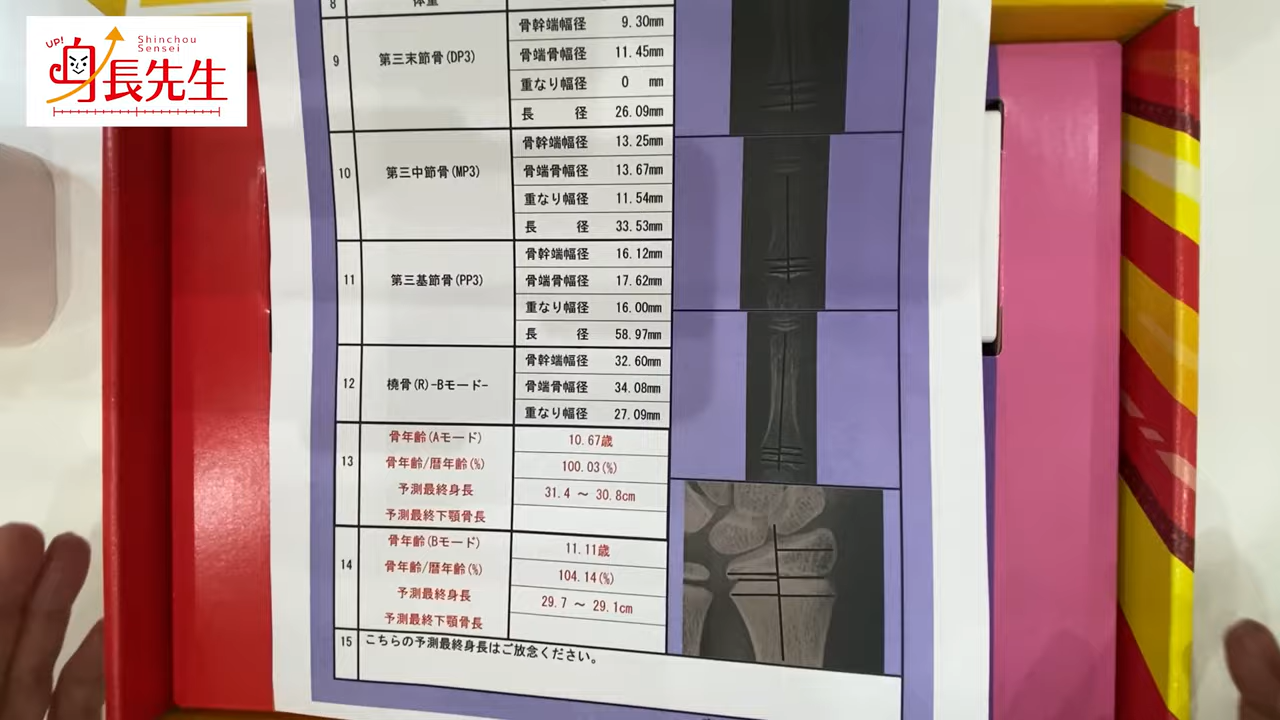 UP!
Shinchou
Sensei
身長先生
8 体重
9 第三末節骨(DP3)
骨幹端幅径 9.30mm
骨端骨幅径 11.45mm
重なり幅径 0 mm
長 径 26.09mm
10 第三中節骨(MP3)
骨幹端幅径 13.25mm
骨端骨幅径 13.67mm
重なり幅径 11.54mm
長 径 33.53mm
11 第三基節骨(PP3)
骨幹端幅径 16.12mm
骨端骨幅径 17.62mm
重なり幅径 16.00mm
長 径 58.97mm
12 橈骨(R)-Bモード-
骨幹端幅径 32.60mm
骨端骨幅径 34.08mm
重なり幅径 27.09mm
13
骨年齢(Aモード) 10.67歳
骨年齢/暦年齢(%) 100.03(%)
予測最終身長 31.4 ～ 30.8cm
予測最終下顎骨長
14
骨年齢(Bモード) 11.11歳
骨年齢/暦年齢(%) 104.14(%)
予測最終身長 29.7 ～ 29.1cm
予測最終下顎骨長
15 こちらの予測最終身長はご放念ください。